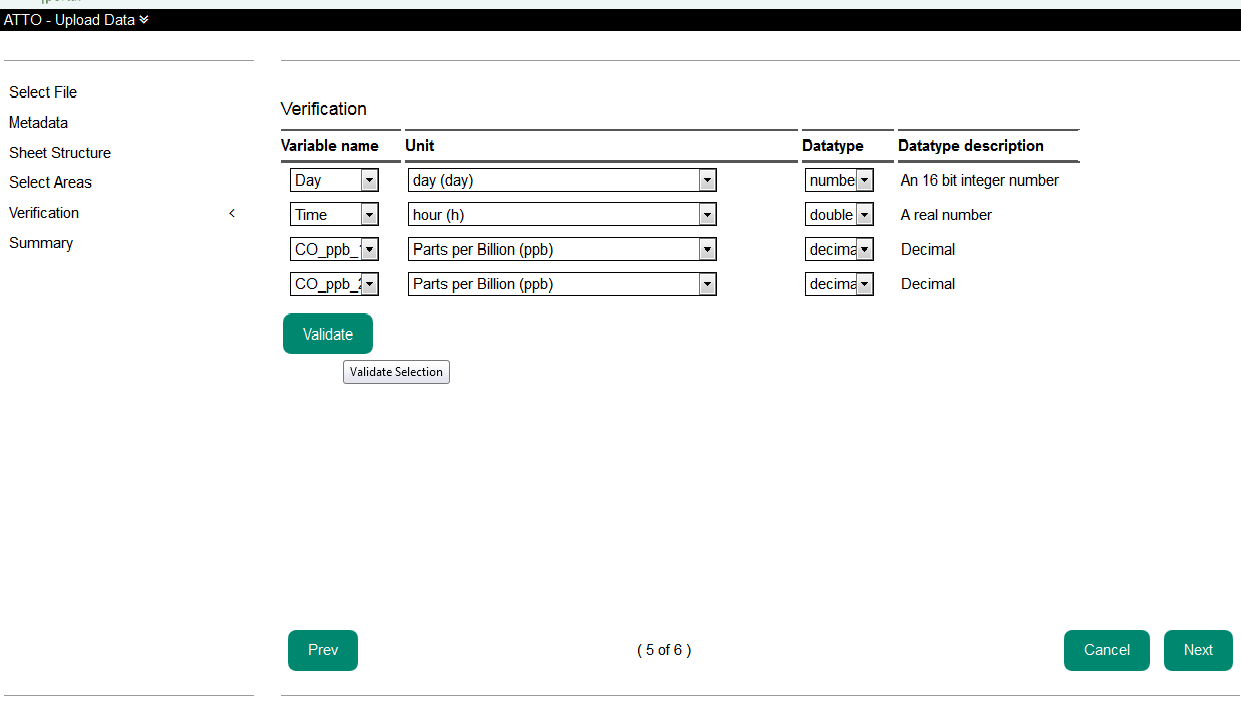 ATTO - Upload Data
Select File
Metadata
Sheet Structure
Select Areas
Verification <
Summary
Verification
Variable name Unit Datatype Datatype description
Day day (day) numbe An 16 bit integer number
Time hour (h) double A real number
CO_ppb_ Parts per Billion (ppb) decima Decimal
CO_ppb_ Parts per Billion (ppb) decima Decimal
Validate
Validate Selection
Prev ( 5 of 6 ) Cancel Next